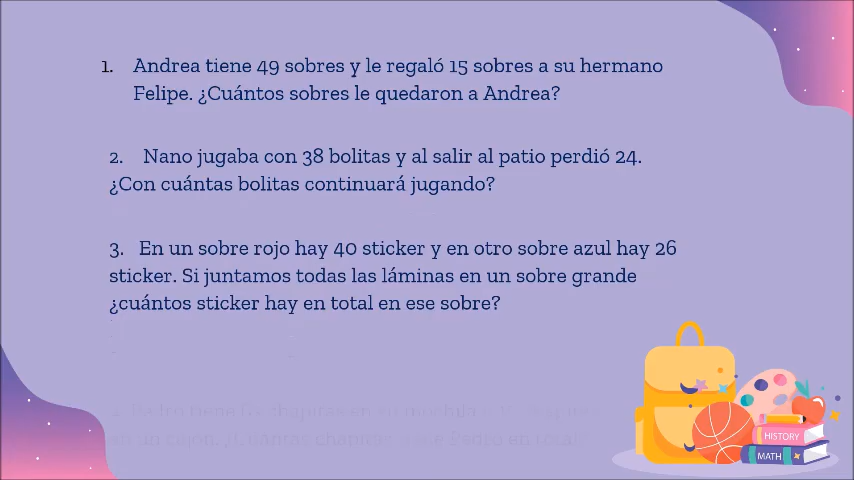 1. Andrea tiene 49 sobres y le regaló 15 sobres a su hermano
Felipe. ¿Cuántos sobres le quedaron a Andrea?
2. Nano jugaba con 38 bolitas y al salir al patio perdió 24.
¿Con cuántas bolitas continuará jugando?
3. En un sobre rojo hay 40 sticker y en otro sobre azul hay 26
sticker. Si juntamos todas las láminas en un sobre grande
¿cuántos sticker hay en total en ese sobre?
HISTORY
MATH